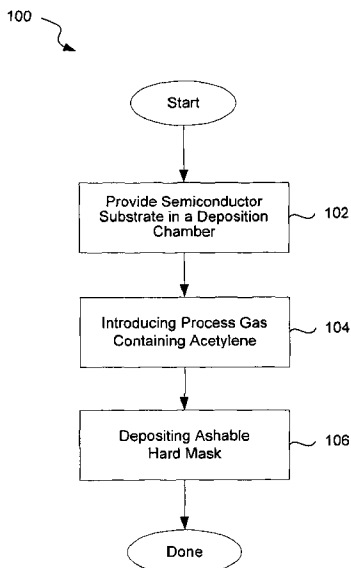 100
Start
Provide Semiconductor
Substrate in a Deposition
Chamber
102
Introducing Process Gas
Containing Acetylene
104
Depositing Ashable
Hard Mask
106
Done